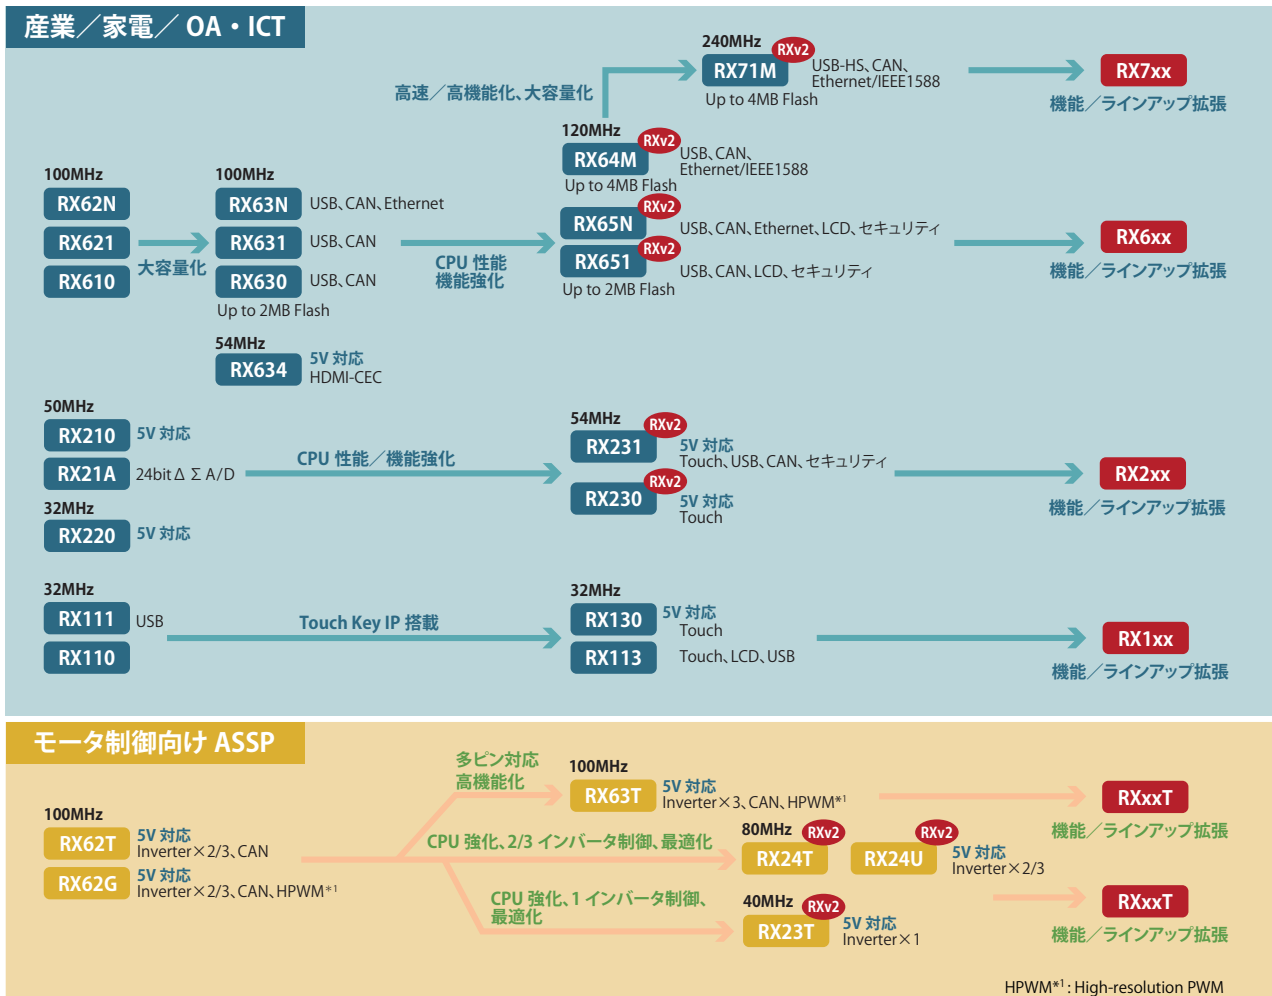 産業／家電／ OA・ICT
240MHz
RXv2
RX71M
USB-HS、CAN、
Ethernet/IEEE1588
Up to 4MB Flash
高速／高機能化、大容量化
RX7xx
機能／ラインアップ拡張
120MHz
RXv2
RX64M
USB、CAN、
Ethernet/IEEE1588
Up to 4MB Flash
100MHz
RX62N
RX621
RX610
大容量化
100MHz
RX63N
USB、CAN、Ethernet
RX631
USB、CAN
RX630
USB、CAN
Up to 2MB Flash
CPU 性能
機能強化
RXv2
RX65N
USB、CAN、Ethernet、LCD、セキュリティ
RXv2
RX651
USB、CAN、LCD、セキュリティ
Up to 2MB Flash
RX6xx
機能／ラインアップ拡張
54MHz
RX634
5V 対応
HDMI-CEC
50MHz
RX210
5V 対応
RX21A
24bit Δ Σ A/D
32MHz
RX220
5V 対応
CPU 性能／機能強化
54MHz
RXv2
RX231
5V 対応
Touch、USB、CAN、セキュリティ
RXv2
RX230
5V 対応
Touch
RX2xx
機能／ラインアップ拡張
32MHz
RX111
USB
RX110
Touch Key IP 搭載
32MHz
RX130
5V 対応
Touch
RX113
Touch、LCD、USB
RX1xx
機能／ラインアップ拡張
モータ制御向け ASSP
100MHz
RX62T
5V 対応
Inverter×2/3、CAN
RX62G
5V 対応
Inverter×2/3、CAN、HPWM*1
多ピン対応
高機能化
100MHz
RX63T
5V 対応
Inverter×3、CAN、HPWM*1
RXxxT
機能／ラインアップ拡張
CPU 強化、2/3 インバータ制御、最適化
80MHz
RXv2
RX24T
RXv2
RX24U
5V 対応
Inverter×2/3
CPU 強化、1 インバータ制御、
最適化
40MHz
RXv2
RX23T
5V 対応
Inverter×1
RXxxT
機能／ラインアップ拡張
HPWM*1 : High-resolution PWM